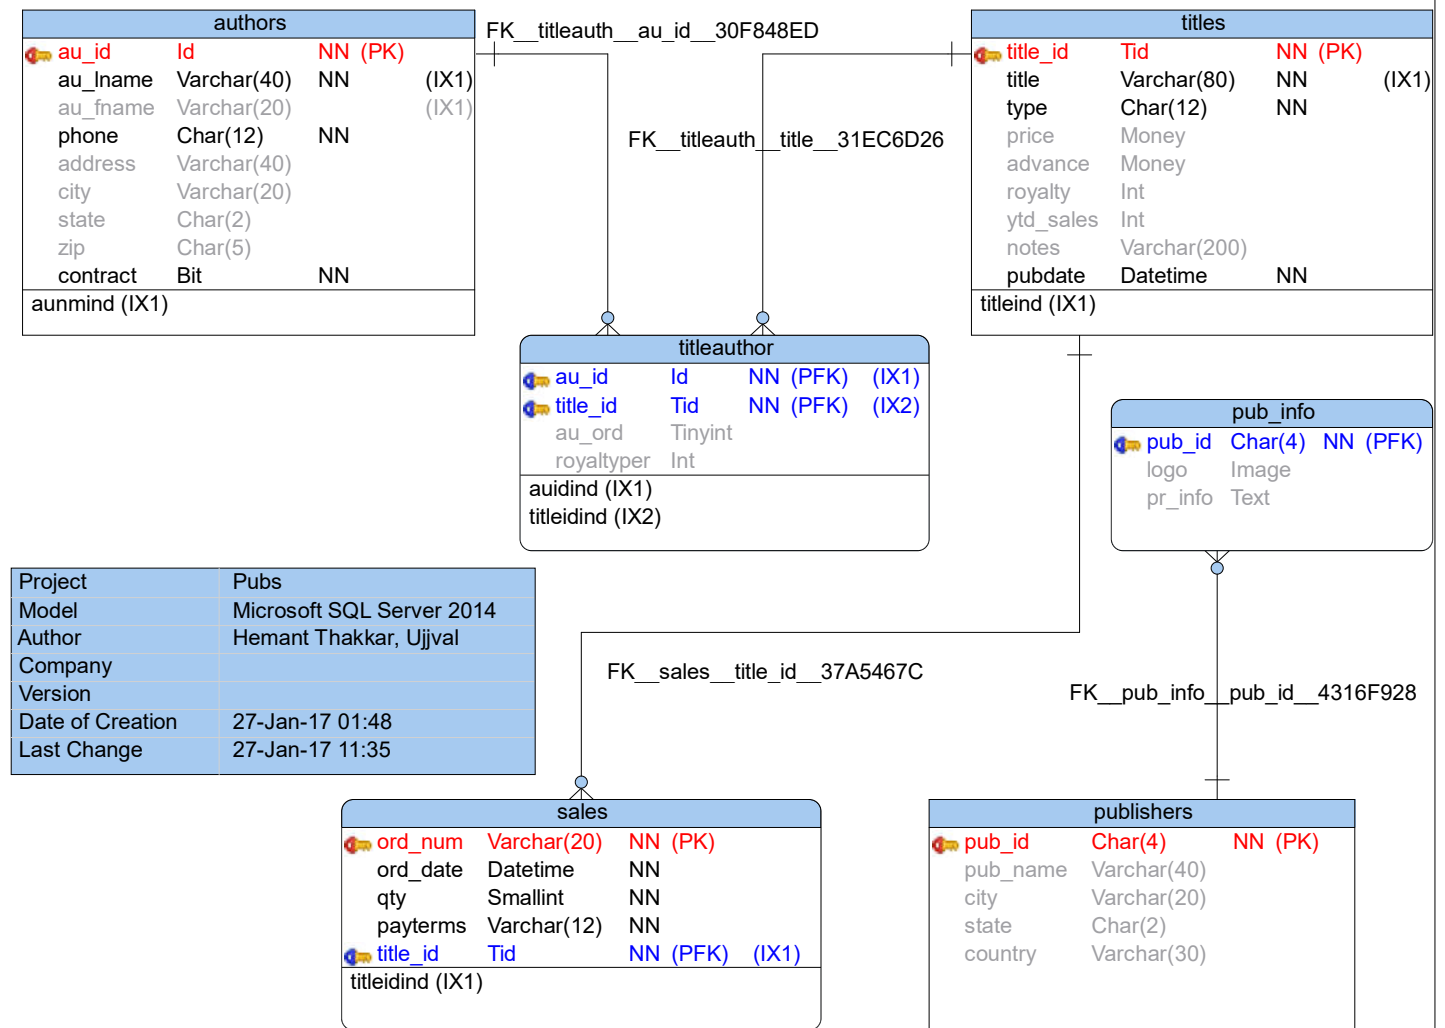 authors
au_id Id NN (PK)
au_lname Varchar(40) NN (IX1)
au_fname Varchar(20) (IX1)
phone Char(12) NN
address Varchar(40)
city Varchar(20)
state Char(2)
zip Char(5)
contract Bit NN
aunmind (IX1)
FK__titleauth__au_id__30F848ED
FK__titleauth__title__31EC6D26
titles
title_id Tid NN (PK)
title Varchar(80) NN (IX1)
type Char(12) NN
price Money
advance Money
royalty Int
ytd_sales Int
notes Varchar(200)
pubdate Datetime NN
titleind (IX1)
titleauthor
au_id Id NN (PFK) (IX1)
title_id Tid NN (PFK) (IX2)
au_ord Tinyint
royaltyper Int
auidind (IX1)
titleidind (IX2)
pub_info
pub_id Char(4) NN (PFK)
logo Image
pr_info Text
Project Pubs
Model Microsoft SQL Server 2014
Author Hemant Thakkar, Ujjval
Company
Version
Date of Creation 27-Jan-17 01:48
Last Change 27-Jan-17 11:35
FK__sales__title_id__37A5467C
FK__pub_info__pub_id__4316F928
sales
ord_num Varchar(20) NN (PK)
ord_date Datetime NN
qty Smallint NN
payterms Varchar(12) NN
title_id Tid NN (PFK) (IX1)
titleidind (IX1)
publishers
pub_id Char(4) NN (PK)
pub_name Varchar(40)
city Varchar(20)
state Char(2)
country Varchar(30)